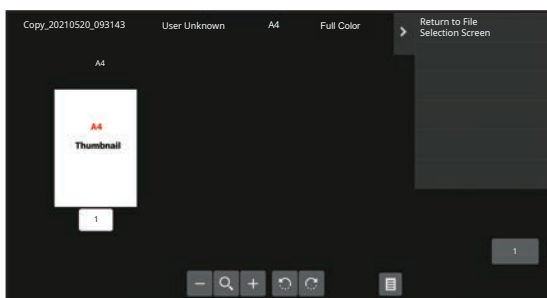 Copy_20210520_093143 User Unknown A4 Full Color Return to File
Selection Screen
A4
A4
Thumbnail
1
1